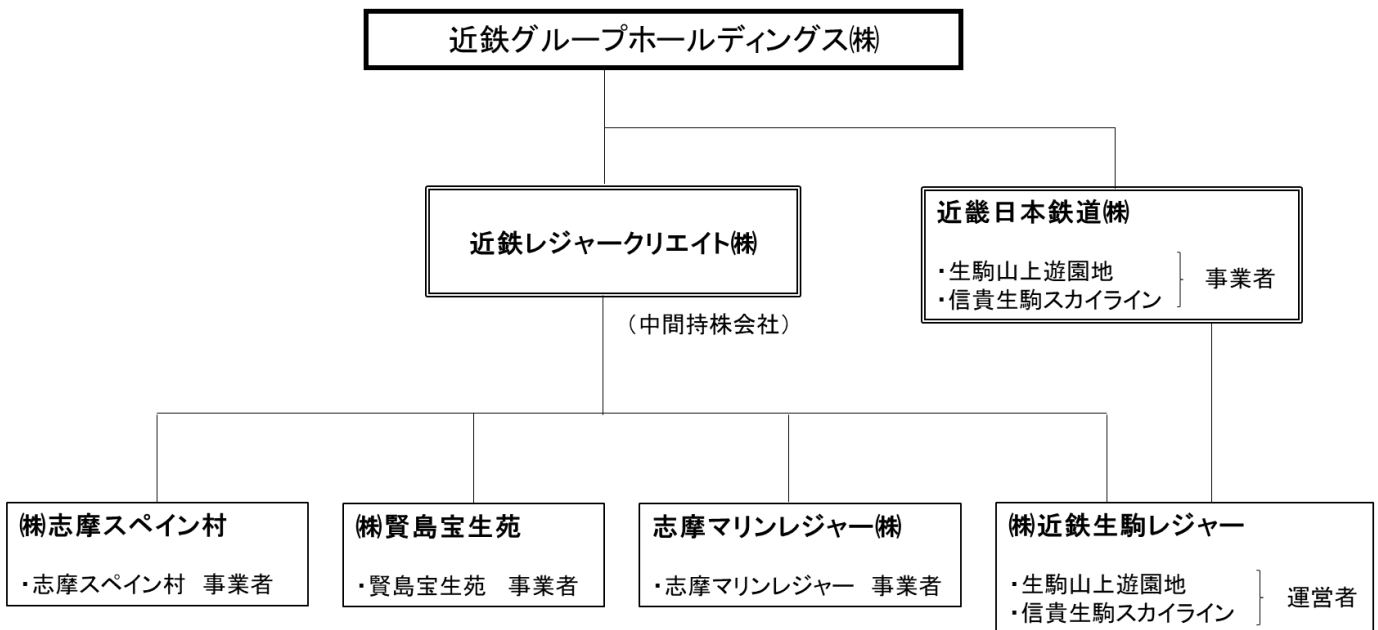 近鉄グループホールディングス㈱
近鉄レジャークリエイト㈱
（中間持株会社）
近畿日本鉄道㈱
・生駒山上遊園地
・信貴生駒スカイライン
事業者
㈱志摩スペイン村
・志摩スペイン村　事業者
㈱賢島宝生苑
・賢島宝生苑　事業者
志摩マリンレジャー㈱
・志摩マリンレジャー　事業者
㈱近鉄生駒レジャー
・生駒山上遊園地
・信貴生駒スカイライン
運営者